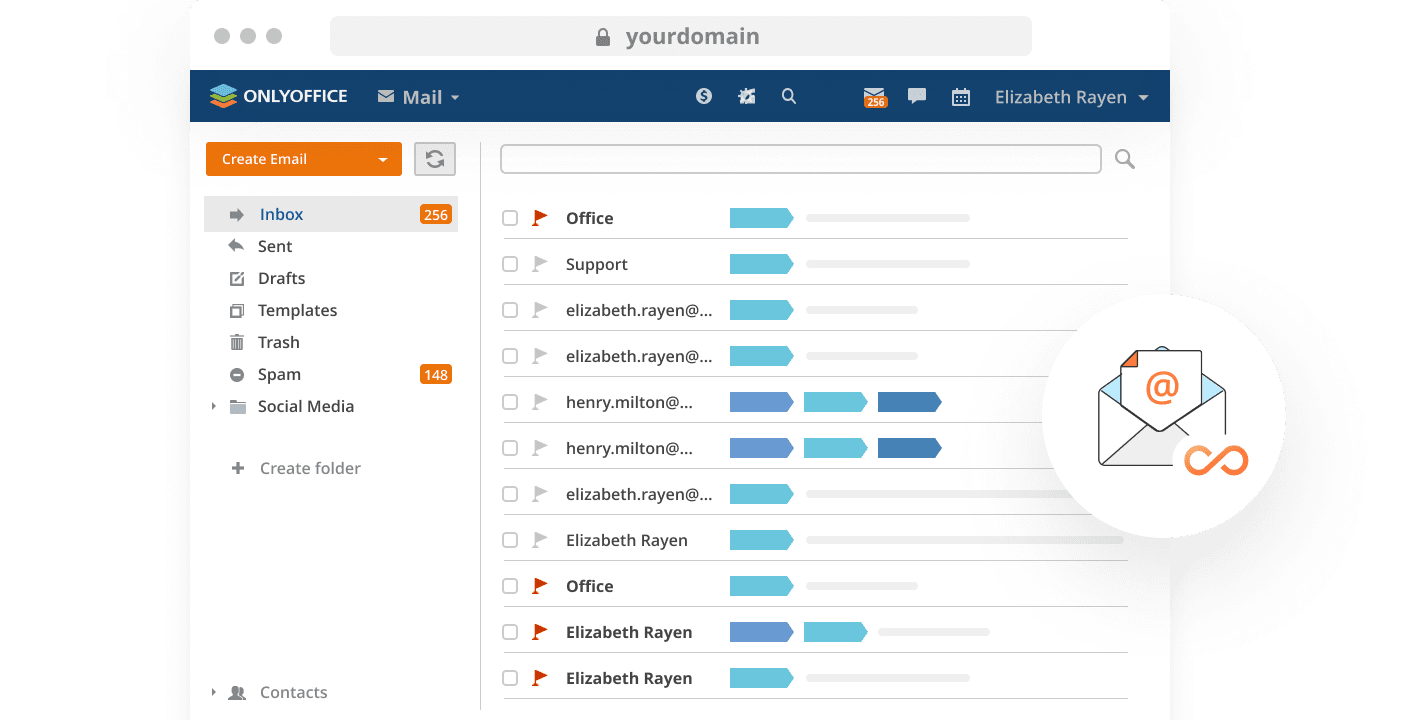 yourdomain
ONLYOFFICE Mail 256 Elizabeth Rayen
Create Email
Inbox 256
Sent
Drafts
Templates
Trash
Spam 148
Social Media
Create folder
Contacts
Office
Support
elizabeth.rayen@...
elizabeth.rayen@...
henry.milton@...
henry.milton@...
elizabeth.rayen@...
Elizabeth Rayen
Office
Elizabeth Rayen
Elizabeth Rayen
@